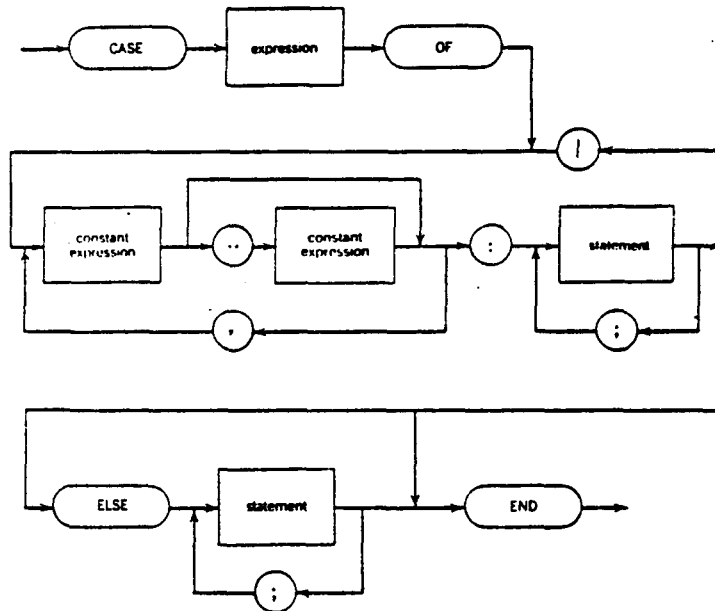 CASE
expression
OF
|
constant
expression
..
constant
expression
:
statement
,
;
ELSE
statement
END
;